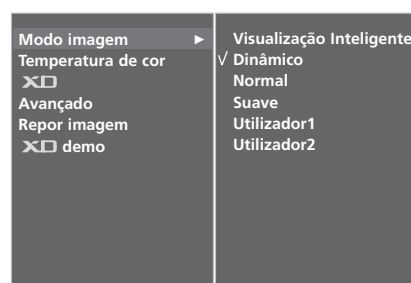 Modo imagem ►
Temperatura de cor
XD
Avançado
Repor imagem
XD demo
Visualização Inteligente
√ Dinâmico
Normal
Suave
Utilizador1
Utilizador2